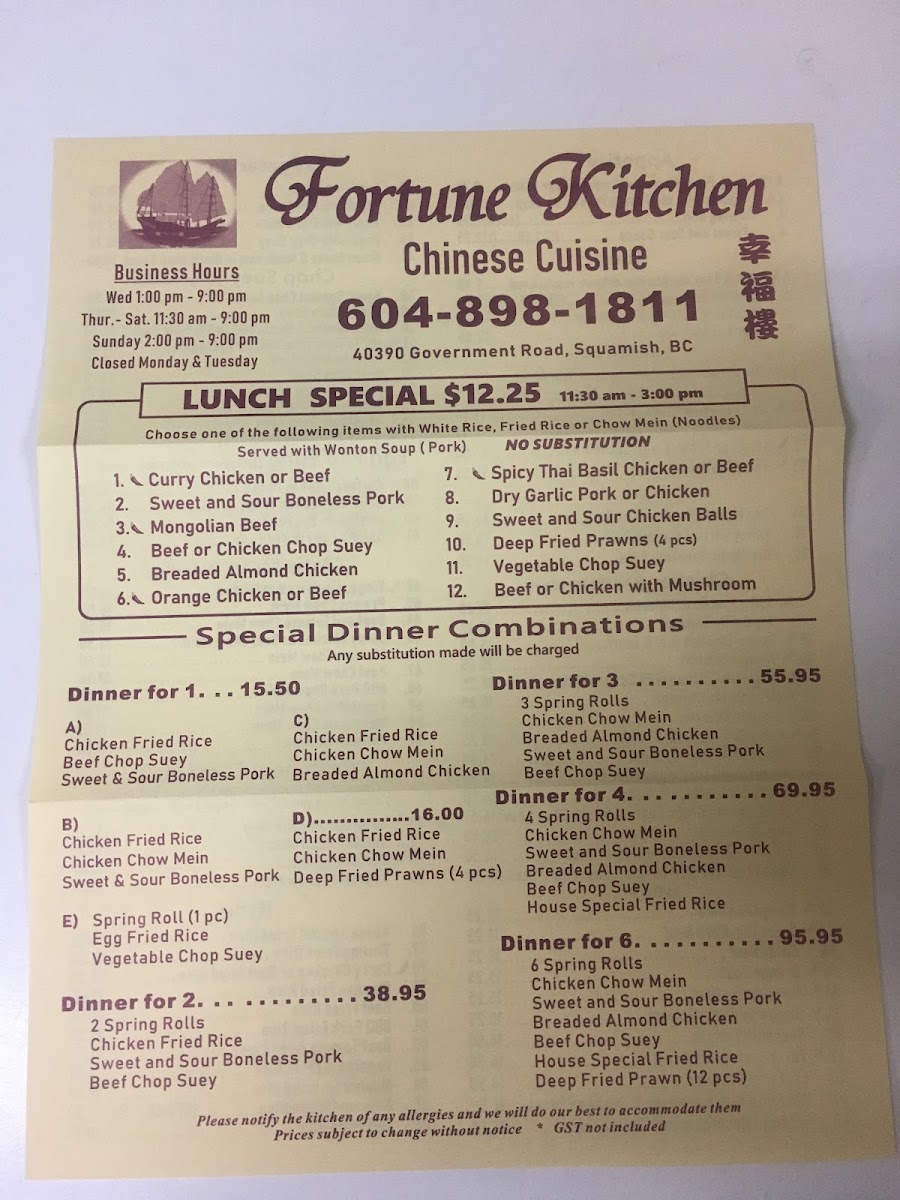 Fortune Kitchen
Chinese Cuisine
幸福樓
604-898-1811
40390 Government Road, Squamish, BC
Business Hours
Wed 1:00 pm - 9:00 pm
Thur.- Sat. 11:30 am - 9:00 pm
Sunday 2:00 pm - 9:00 pm
Closed Monday & Tuesday
LUNCH SPECIAL $12.25 11:30 am - 3:00 pm
Choose one of the following items with White Rice, Fried Rice or Chow Mein (Noodles)
Served with Wonton Soup ( Pork) NO SUBSTITUTION
1. Curry Chicken or Beef
2. Sweet and Sour Boneless Pork
3. Mongolian Beef
4. Beef or Chicken Chop Suey
5. Breaded Almond Chicken
6. Orange Chicken or Beef
7. Spicy Thai Basil Chicken or Beef
8. Dry Garlic Pork or Chicken
9. Sweet and Sour Chicken Balls
10. Deep Fried Prawns (4 pcs)
11. Vegetable Chop Suey
12. Beef or Chicken with Mushroom
Special Dinner Combinations
Any substitution made will be charged
Dinner for 1. . . 15.50
A)
Chicken Fried Rice
Beef Chop Suey
Sweet & Sour Boneless Pork
B)
Chicken Fried Rice
Chicken Chow Mein
Sweet & Sour Boneless Pork
C)
Chicken Fried Rice
Chicken Chow Mein
Breaded Almond Chicken
D)...............16.00
Chicken Fried Rice
Chicken Chow Mein
Deep Fried Prawns (4 pcs)
E) Spring Roll (1 pc)
Egg Fried Rice
Vegetable Chop Suey
Dinner for 2. . . . . . . . . . . . 38.95
2 Spring Rolls
Chicken Fried Rice
Sweet and Sour Boneless Pork
Beef Chop Suey
Dinner for 3 . . . . . . . . . . 55.95
3 Spring Rolls
Chicken Chow Mein
Breaded Almond Chicken
Sweet and Sour Boneless Pork
Beef Chop Suey
Dinner for 4. . . . . . . . . . . 69.95
4 Spring Rolls
Chicken Chow Mein
Sweet and Sour Boneless Pork
Breaded Almond Chicken
Beef Chop Suey
House Special Fried Rice
Dinner for 6. . . . . . . . . . . 95.95
6 Spring Rolls
Chicken Chow Mein
Sweet and Sour Boneless Pork
Breaded Almond Chicken
Beef Chop Suey
House Special Fried Rice
Deep Fried Prawn (12 pcs)
Please notify the kitchen of any allergies and we will do our best to accommodate them
Prices subject to change without notice * GST not included